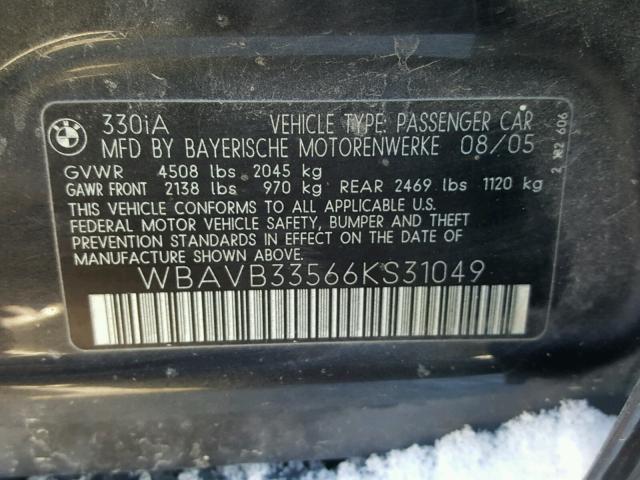 BMW
330iA VEHICLE TYPE: PASSENGER CAR
MFD BY BAYERISCHE MOTORENWERKE 08/05
GVWR 4508 lbs 2045 kg
GAWR FRONT 2138 lbs 970 kg REAR 2469 lbs 1120 kg
THIS VEHICLE CONFORMS TO ALL APPLICABLE U.S.
FEDERAL MOTOR VEHICLE SAFETY, BUMPER AND THEFT
PREVENTION STANDARDS IN EFFECT ON THE DATE OF
MANUFACTURE SHOWN ABOVE.
WBAVB33566KS31049